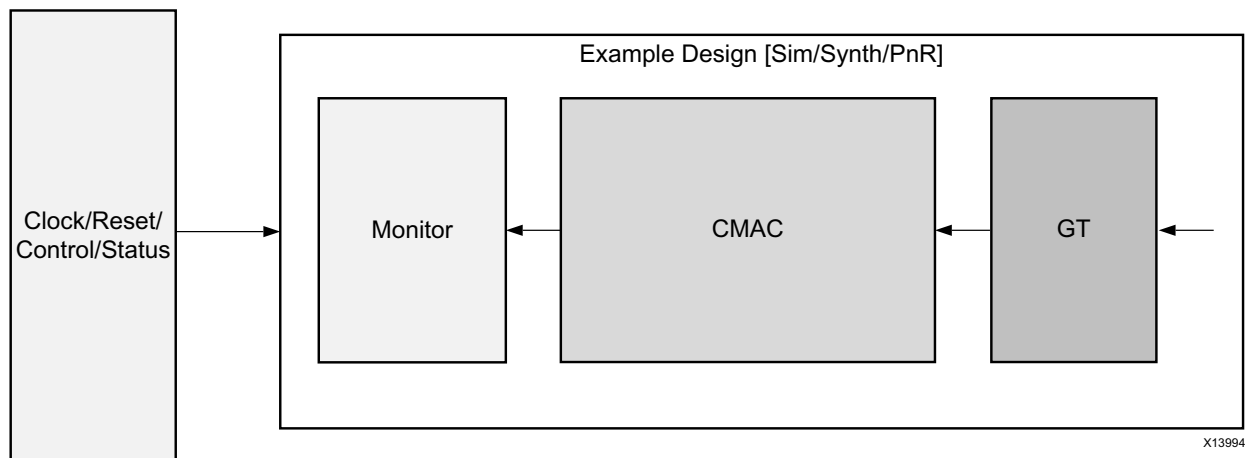 Example Design [Sim/Synth/PnR]
Clock/Reset/
Control/Status
Monitor
CMAC
GT
X13994